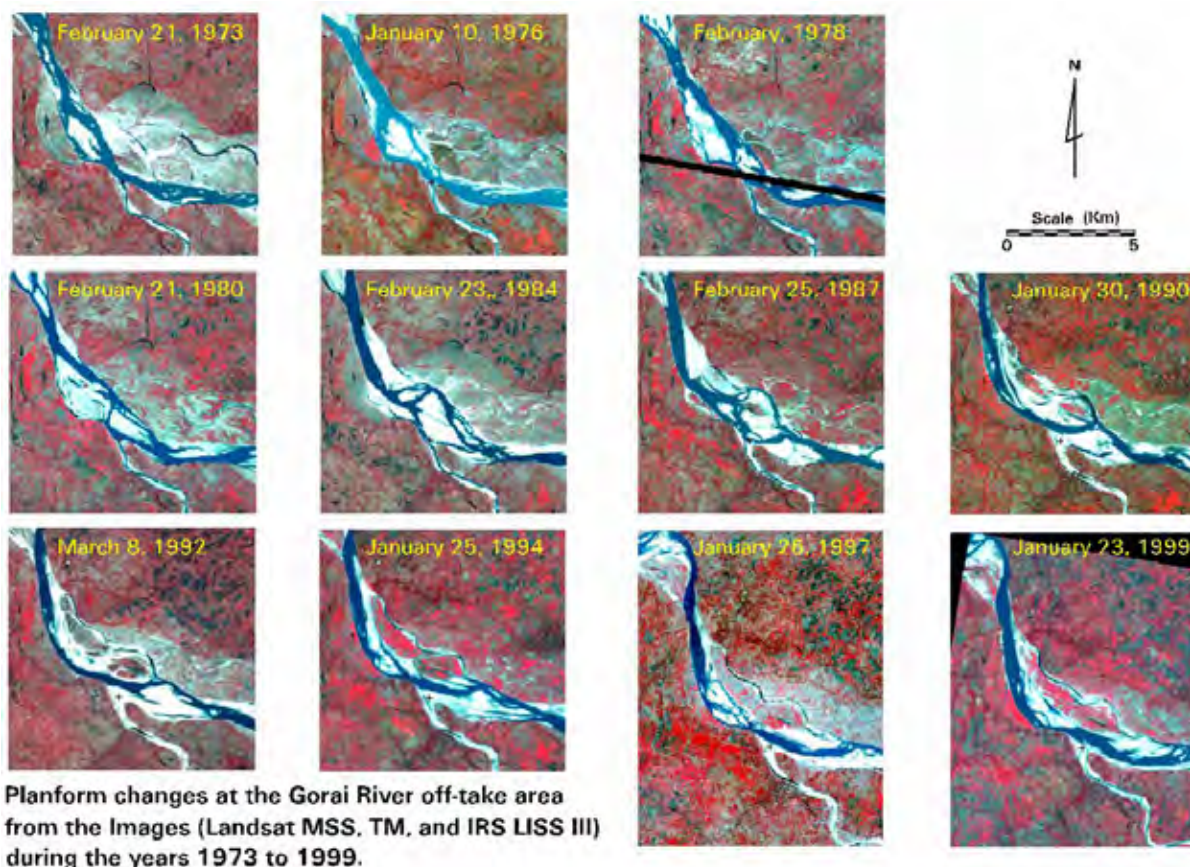 February 21, 1973
January 10, 1976
February, 1978
N
Scale (Km)
0 5
February 21, 1980
February 23,, 1984
February 25, 1987
January 30, 1990
March 8, 1992
January 25, 1994
January 26, 1997
January 23, 1999
Planform changes at the Gorai River off-take area
from the Images (Landsat MSS, TM, and IRS LISS III)
during the years 1973 to 1999.